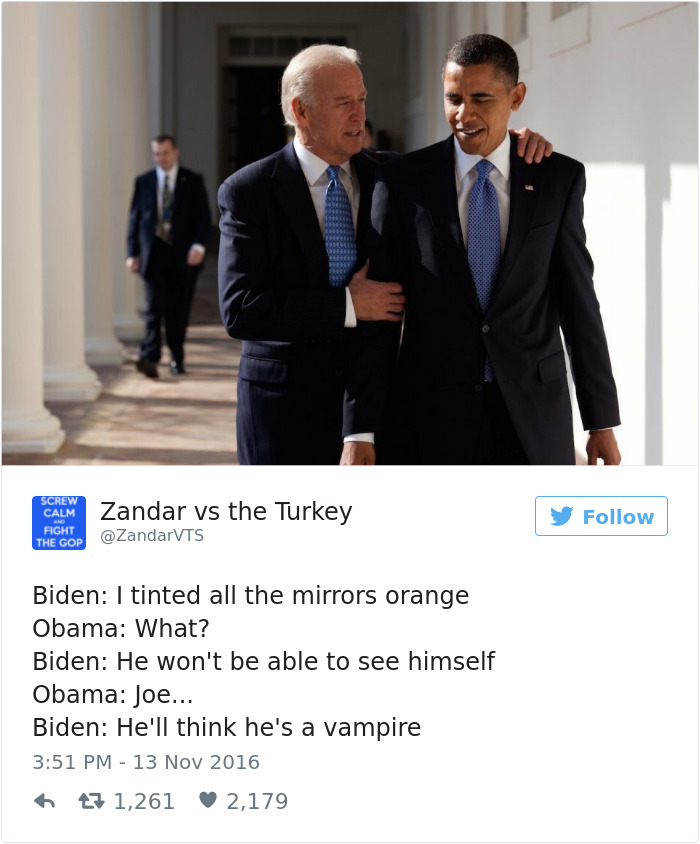 SCREW
CALM
AND
FIGHT
THE GOP
Zandar vs the Turkey
@ZandarVTS
Follow
Biden: I tinted all the mirrors orange
Obama: What?
Biden: He won't be able to see himself
Obama: Joe...
Biden: He'll think he's a vampire
3:51 PM - 13 Nov 2016
1,261 2,179